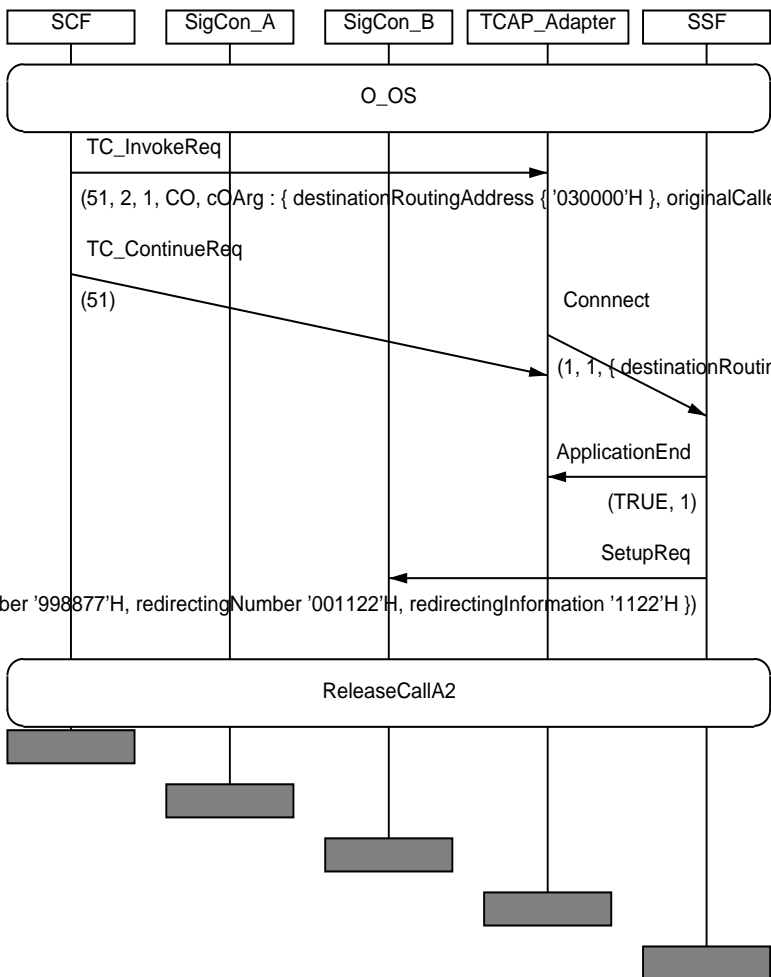 SCF SigCon_A SigCon_B TCAP_Adapter SSF
O_OS
TC_InvokeReq
(51, 2, 1, CO, cOArg : { destinationRoutingAddress { '030000'H }, originalCalle
TC_ContinueReq
(51) Connnect
(1, 1, { destinationRoutin
ApplicationEnd
(TRUE, 1)
SetupReq
ber '998877'H, redirectingNumber '001122'H, redirectingInformation '1122'H })
ReleaseCallA2